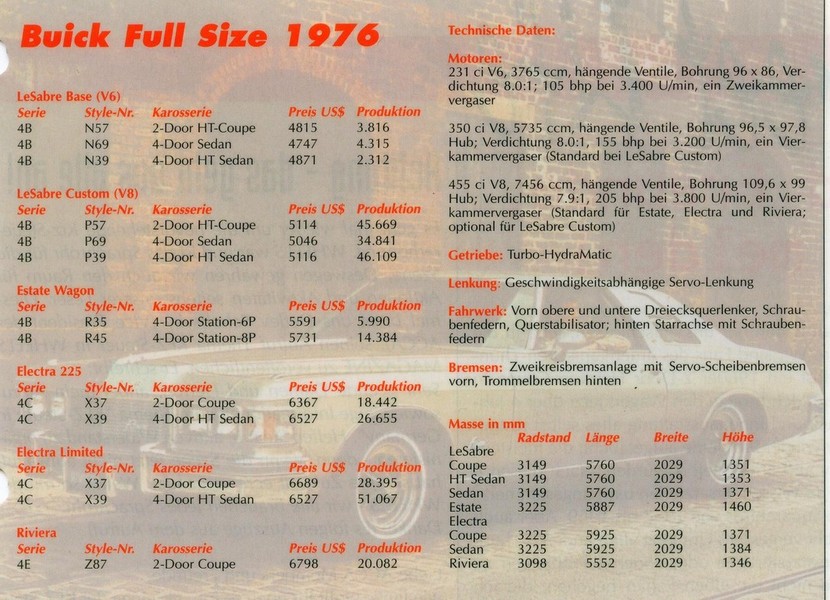 Buick Full Size 1976
LeSabre Base (V6)
Serie Style-Nr. Karosserie Preis US$ Produktion
4B N57 2-Door HT-Coupe 4815 3.816
4B N69 4-Door Sedan 4747 4.315
4B N39 4-Door HT Sedan 4871 2.312
LeSabre Custom (V8)
Serie Style-Nr. Karosserie Preis US$ Produktion
4B P57 2-Door HT-Coupe 5114 45.669
4B P69 4-Door Sedan 5046 34.841
4B P39 4-Door HT Sedan 5116 46.109
Estate Wagon
Serie Style-Nr. Karosserie Preis US$ Produktion
4B R35 4-Door Station-6P 5591 5.990
4B R45 4-Door Station-8P 5731 14.384
Electra 225
Serie Style-Nr. Karosserie Preis US$ Produktion
4C X37 2-Door Coupe 6367 18.442
4C X39 4-Door HT Sedan 6527 26.655
Electra Limited
Serie Style-Nr. Karosserie Preis US$ Produktion
4C X37 2-Door Coupe 6689 28.395
4C X39 4-Door HT Sedan 6527 51.067
Riviera
Serie Style-Nr. Karosserie Preis US$ Produktion
4E Z87 2-Door Coupe 6798 20.082
Technische Daten:
Motoren:
231 ci V6, 3765 ccm, hängende Ventile, Bohrung 96 x 86, Ver-
dichtung 8.0:1; 105 bhp bei 3.400 U/min, ein Zweikammer-
vergaser
350 ci V8, 5735 ccm, hängende Ventile, Bohrung 96,5 x 97,8
Hub; Verdichtung 8.0:1, 155 bhp bei 3.200 U/min, ein Vier-
kammervergaser (Standard bei LeSabre Custom)
455 ci V8, 7456 ccm, hängende Ventile, Bohrung 109,6 x 99
Hub; Verdichtung 7.9:1, 205 bhp bei 3.800 U/min, ein Vier-
kammervergaser (Standard für Estate, Electra und Riviera;
optional für LeSabre Custom)
Getriebe: Turbo-HydraMatic
Lenkung: Geschwindigkeitsabhängige Servo-Lenkung
Fahrwerk: Vorn obere und untere Dreiecksquerlenker, Schrau-
benfedern, Querstabilisator; hinten Starrachse mit Schrauben-
federn
Bremsen: Zweikreisbremsanlage mit Servo-Scheibenbremsen
vorn, Trommelbremsen hinten
Masse in mm
Radstand Länge Breite Höhe
LeSabre
Coupe 3149 5760 2029 1351
HT Sedan 3149 5760 2029 1353
Sedan 3149 5760 2029 1371
Estate 3225 5887 2029 1460
Electra
Coupe 3225 5925 2029 1371
Sedan 3225 5925 2029 1384
Riviera 3098 5552 2029 1346